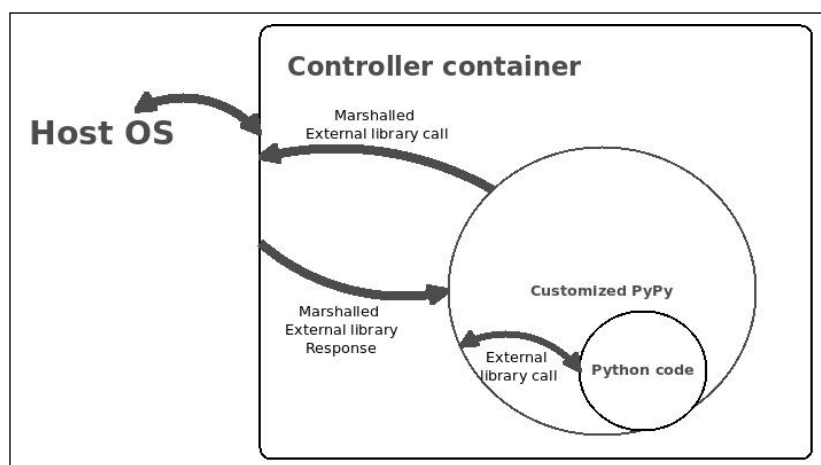 Controller container
Host OS
Marshalled
External library call
Customized PyPy
Marshalled
External library
Response
External
library call
Python code